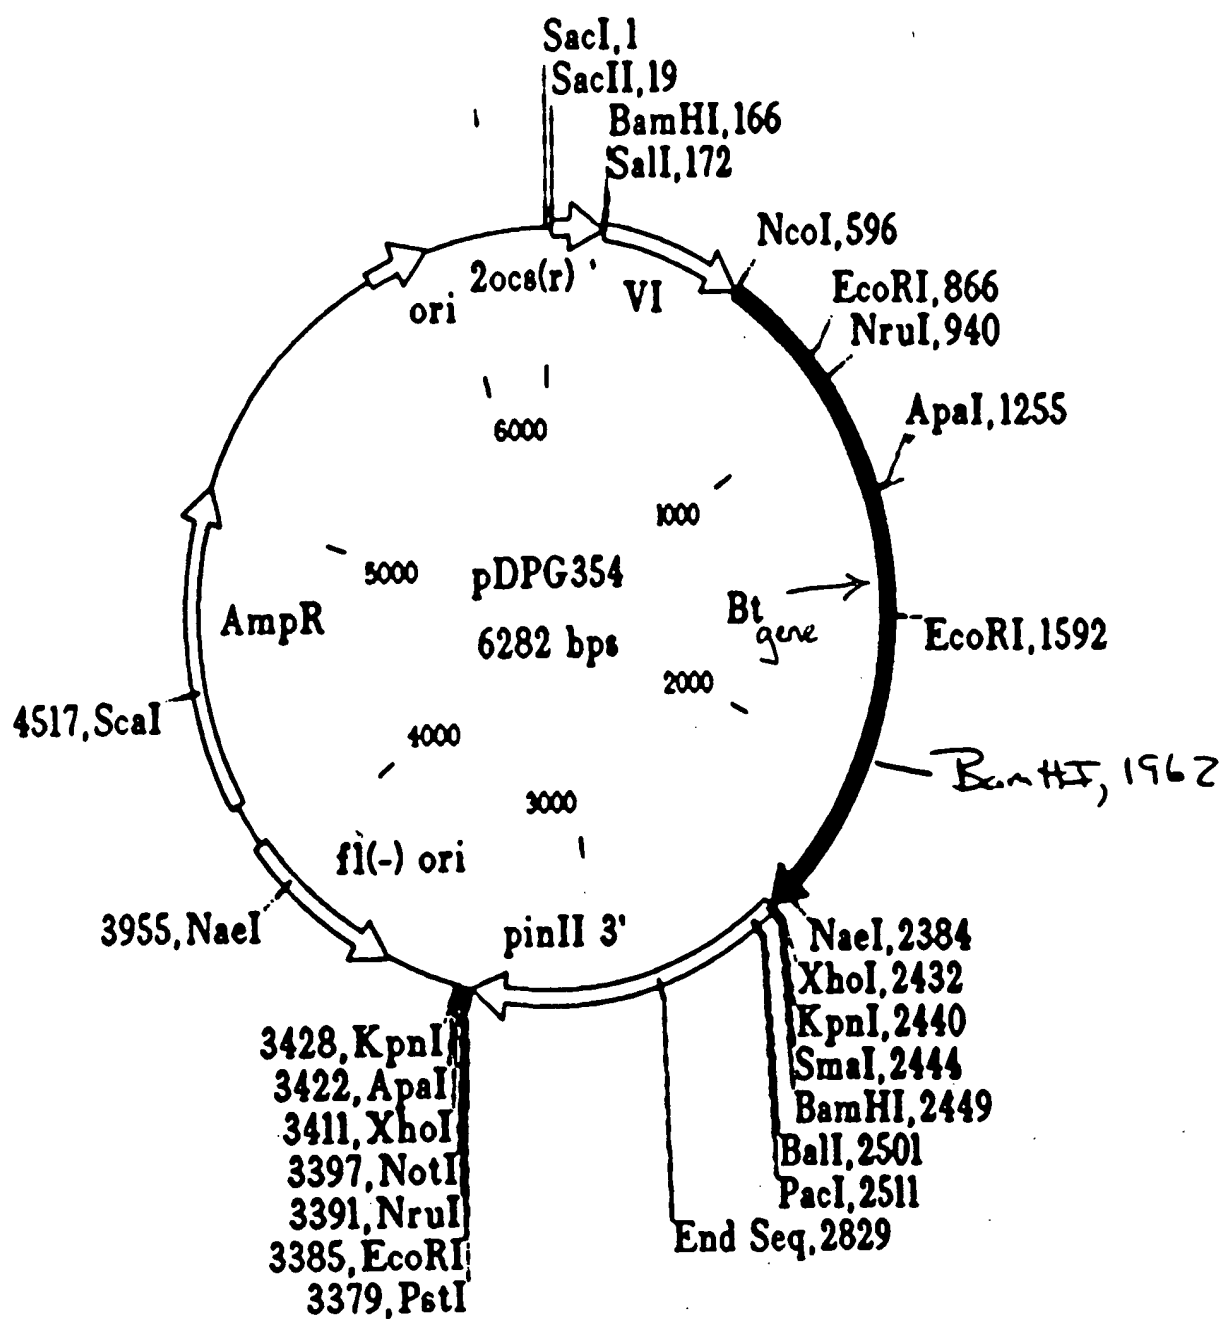 SacI,1
SacII,19
BamHI,166
SalI,172
NcoI,596
EcoRI,866
NruI,940
ApaI,1255
2ocs(r)
VI
ori
6000
1000
5000
pDPG354
6282 bps
Bt
gene
AmpR
EcoRI,1592
2000
4517,ScaI
4000
BamHI, 1962
3000
f1(-) ori
3955,NaeI
pinII 3'
NaeI,2384
XhoI,2432
KpnI,2440
SmaI,2444
BamHI,2449
BalI,2501
PacI,2511
End Seq,2829
3428,KpnI
3422,ApaI
3411,XhoI
3397,NotI
3391,NruI
3385,EcoRI
3379,PstI